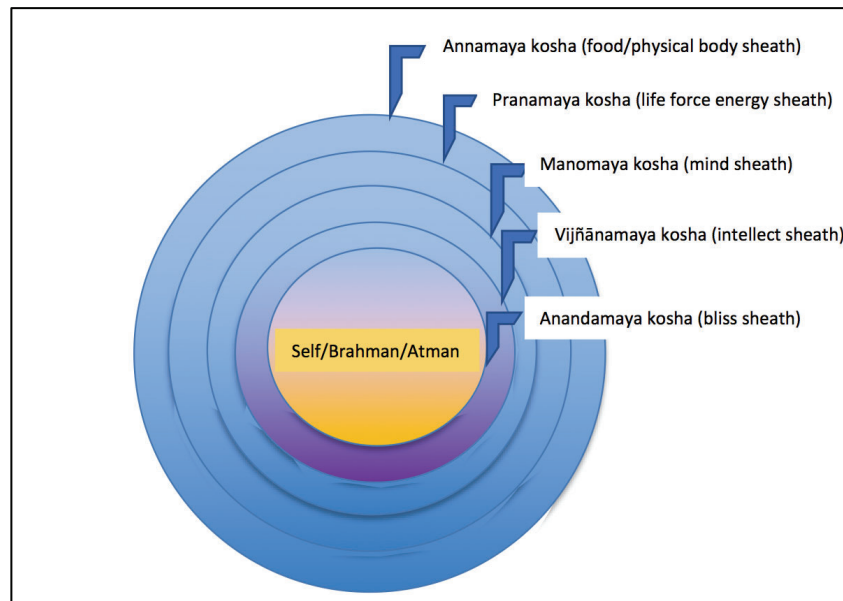 Annamaya kosha (food/physical body sheath)
Pranamaya kosha (life force energy sheath)
Manomaya kosha (mind sheath)
Vijñānamaya kosha (intellect sheath)
Anandamaya kosha (bliss sheath)
Self/Brahman/Atman